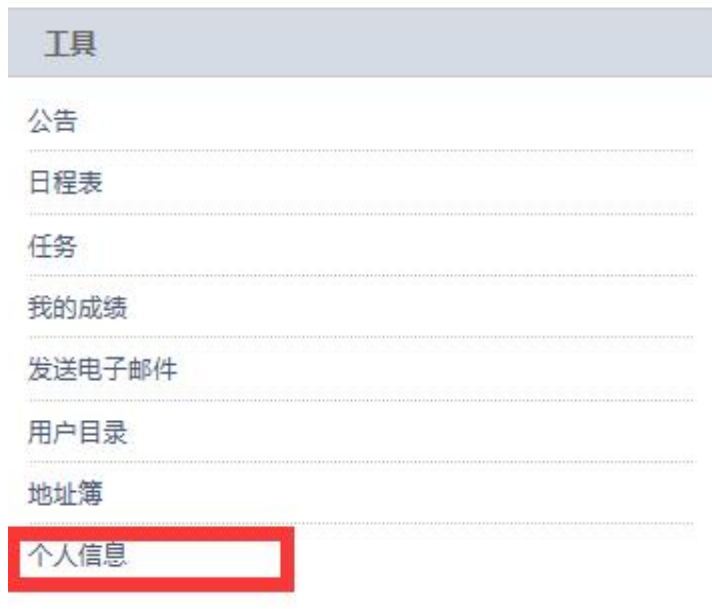 工具
公告
日程表
任务
我的成绩
发送电子邮件
用户目录
地址簿
个人信息